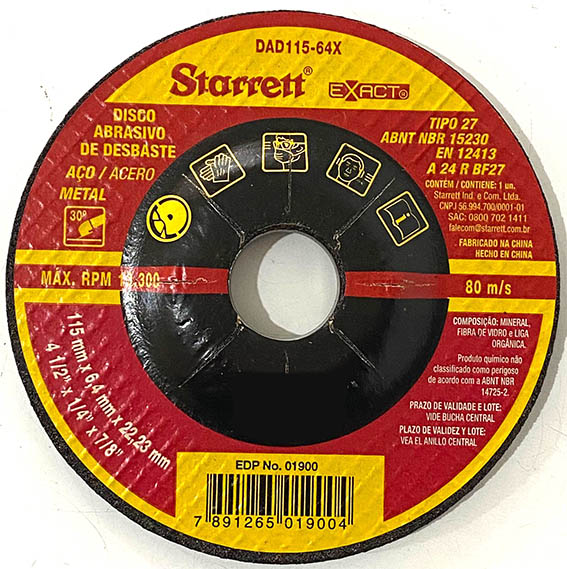 DAD115-64X
Starrett®
EXACT®
DISCO
ABRASIVO
DE DESBASTE
AÇO / ACERO
METAL
30º
TIPO 27
ABNT NBR 15230
EN 12413
A 24 R BF27
CONTÉM / CONTIENE: 1 un.
Starrett Ind. e Com. Ltda.
CNPJ 56.994.700/0001-01
SAC: 0800 702 1411
falecom@starrett.com.br
FABRICADO NA CHINA
HECHO EN CHINA
MÁX. RPM
80 m/s
115 mm x 6,4 mm x 22,23 mm
4 1/2" x 1/4" x 7/8"
COMPOSIÇÃO: MINERAL,
FIBRA DE VIDRO e LIGA
ORGÂNICA.
Produto químico não
classificado como perigoso
de acordo com a ABNT NBR
14725-2.
PRAZO DE VALIDADE E LOTE:
VIDE BUCHA CENTRAL
PLAZO DE VALIDEZ Y LOTE:
VEA EL ANILLO CENTRAL
EDP No. 01900
7 891265 019004